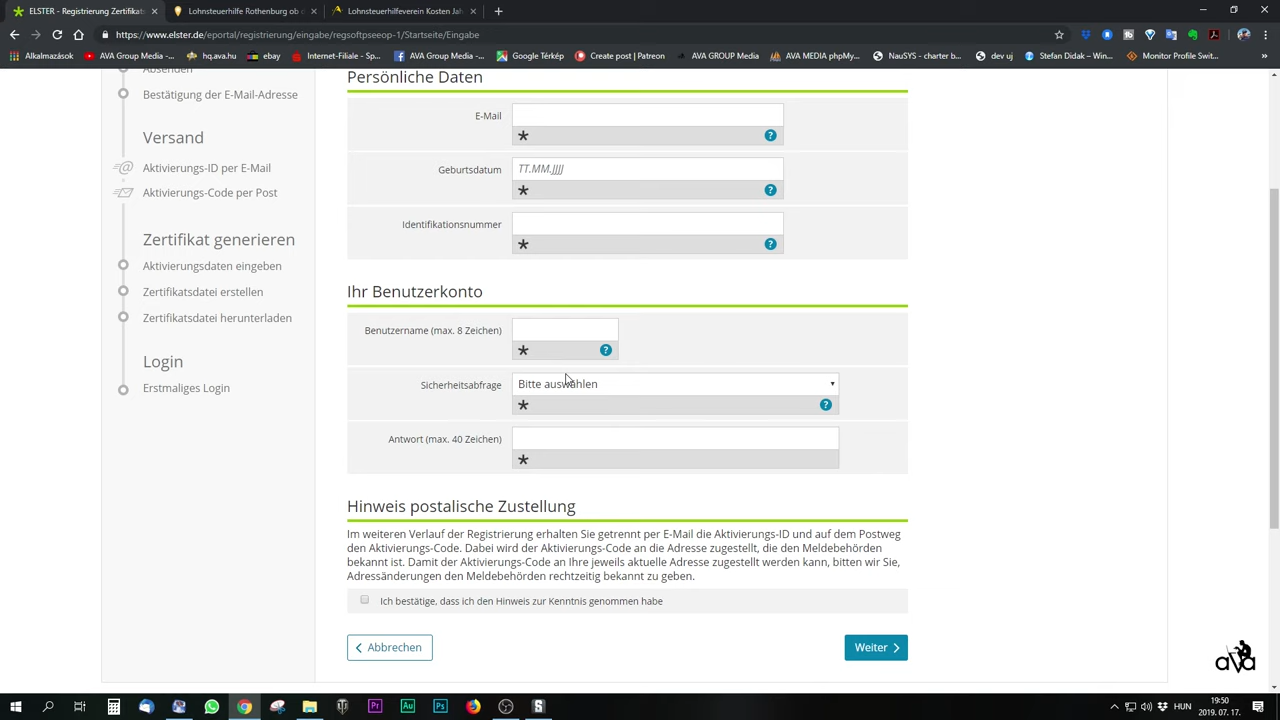 ELSTER - Registrierung Zertifikats
Lohnsteuerhilfe Rotenburg ob d
Lohnsteuerhilfeverein Kosten Jah
https://www.elster.de/eportal/registrierung/eingabe/regsoftpseeop-1/Startseite/Eingabe
Alkalmazások
AVA Group Media -...
hq.ava.hu
ebay
Internet-Filiale - Sp...
AVA Group Media -...
Google Térkép
Create post | Patreon
AVA GROUP Media
AVA MEDIA phpMy...
NauSYS - charter b...
dev uj
Stefan Didak – Win...
Monitor Profile Swit...
»
Absenden
Bestätigung der E-Mail-Adresse
Versand
Aktivierungs-ID per E-Mail
Aktivierungs-Code per Post
Zertifikat generieren
Aktivierungsdaten eingeben
Zertifikatsdatei erstellen
Zertifikatsdatei herunterladen
Login
Erstmaliges Login
Persönliche Daten
E-Mail
* ?
Geburtsdatum TT.MM.JJJJ
* ?
Identifikationsnummer
* ?
Ihr Benutzerkonto
Benutzername (max. 8 Zeichen)
* ?
Sicherheitsabfrage Bitte auswählen
* ?
Antwort (max. 40 Zeichen)
*
Hinweis postalische Zustellung
Im weiteren Verlauf der Registrierung erhalten Sie getrennt per E-Mail die Aktivierungs-ID und auf dem Postweg
den Aktivierungs-Code. Dabei wird der Aktivierungs-Code an die Adresse zugestellt, die den Meldebehörden
bekannt ist. Damit der Aktivierungs-Code an Ihre jeweils aktuelle Adresse zugestellt werden kann, bitten wir Sie,
Adressänderungen den Meldebehörden rechtzeitig bekannt zu geben.
Ich bestätige, dass ich den Hinweis zur Kenntnis genommen habe
Abbrechen
Weiter
ava
Pr
Au
Ps
HUN
19:50
2019. 07. 17.